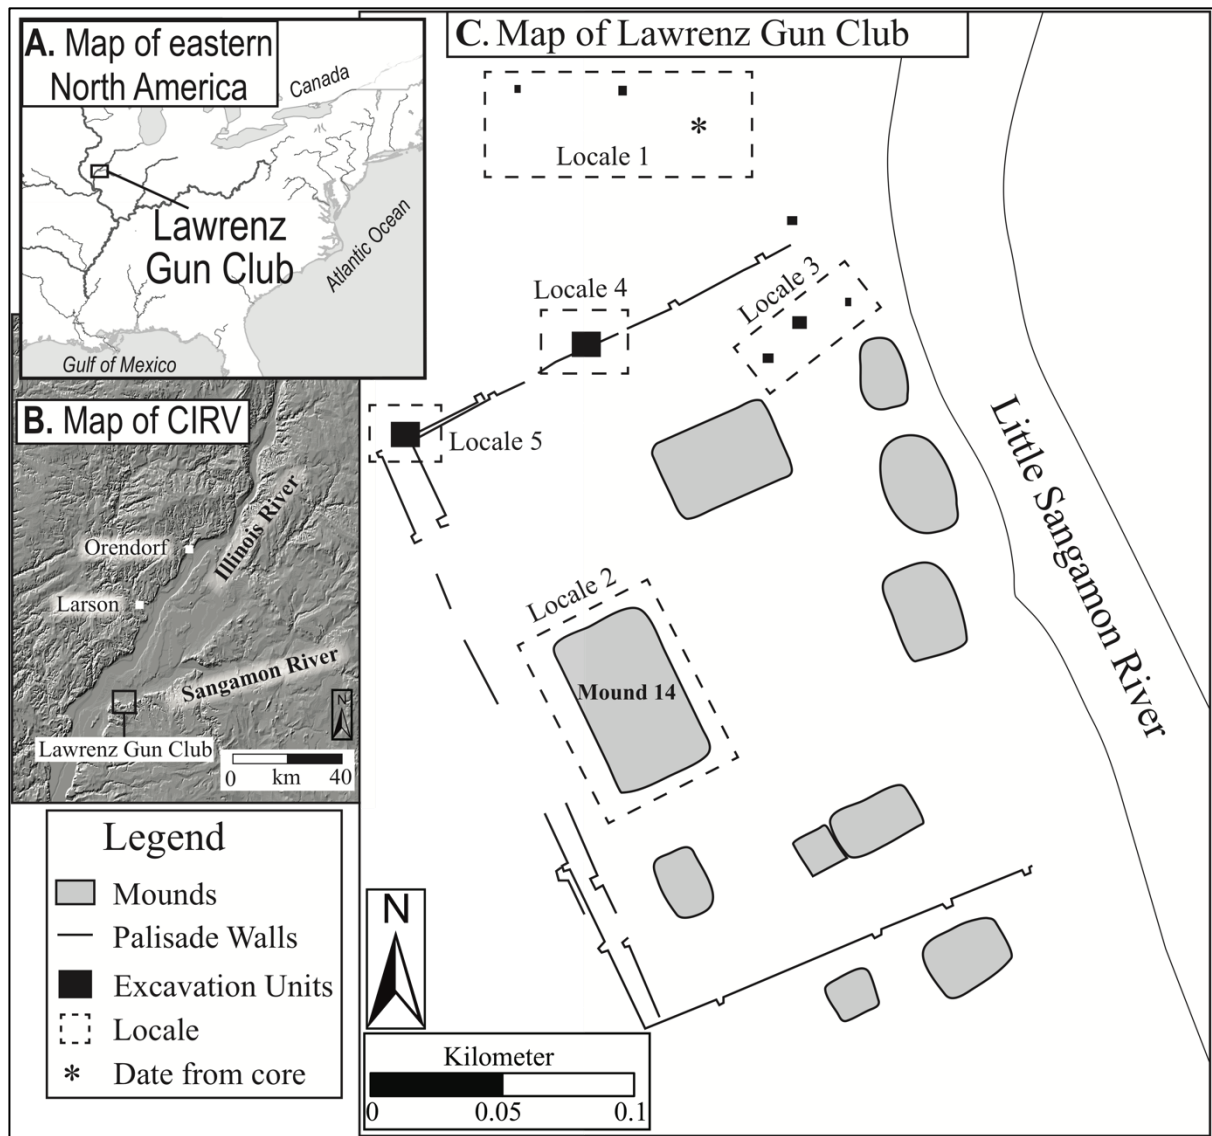 A. Map of eastern
North America
Canada
Lawrenz
Gun Club
Atlantic Ocean
Gulf of Mexico
B. Map of CIRV
Orendorf
Illinois River
Larson
Sangamon River
N
Lawrenz Gun Club
0 km 40
Legend
Mounds
Palisade Walls
Excavation Units
Locale
* Date from core
C. Map of Lawrenz Gun Club
*
Locale 1
Locale 3
Locale 4
Locale 5
Little Sangamon River
Locale 2
Mound 14
N
Kilometer
0 0.05 0.1